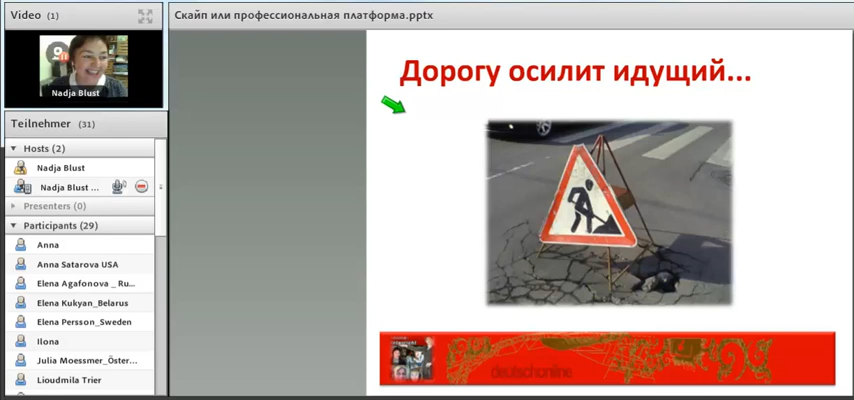 Video (1)
Nadja Blust
Teilnehmer (31)
Hosts (2)
Nadja Blust
Nadja Blust ...
Presenters (0)
Participants (29)
Anna
Anna Satarova USA
Elena Agafonova _ Ru...
Elena Kukyan_Belarus
Elena Persson_Sweden
Ilona
Julia Moessmer_Öster...
Lioudmila Trier
Скайп или профессиональная платформа.pptx
Дорогу осилит идущий...
deutschonline